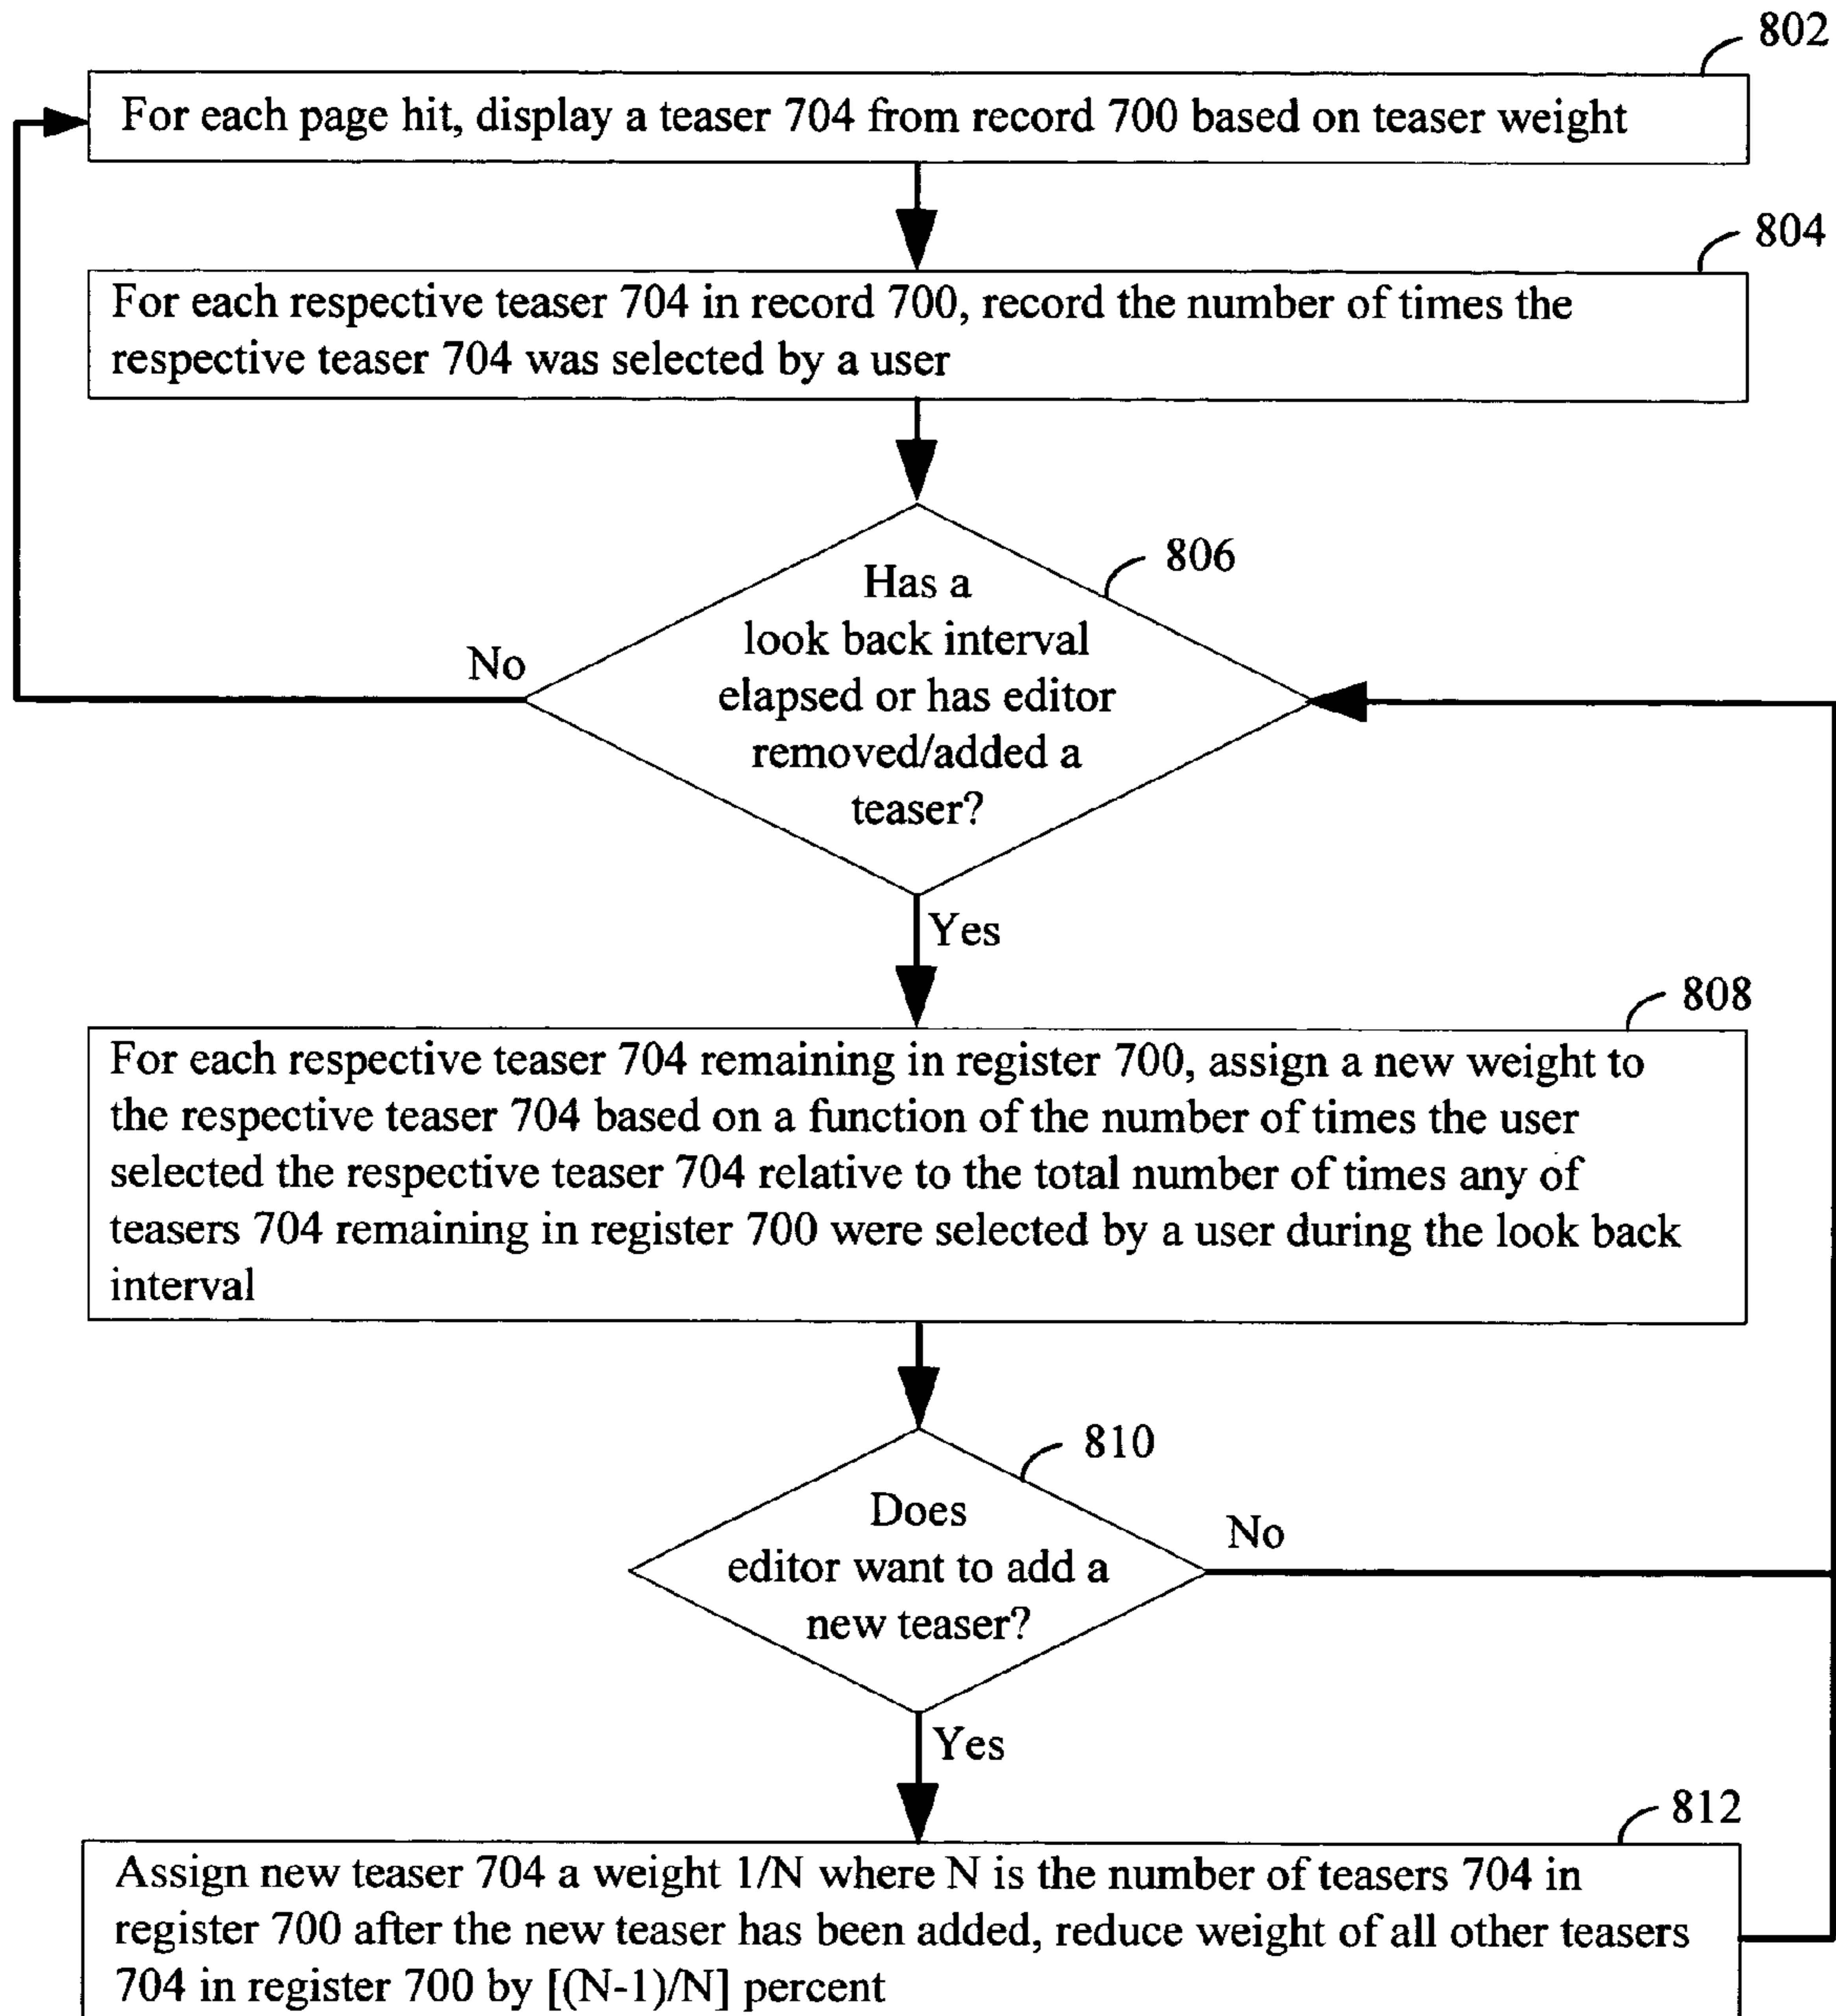 802
For each page hit, display a teaser 704 from record 700 based on teaser weight
804
For each respective teaser 704 in record 700, record the number of times the
respective teaser 704 was selected by a user
806
Has a
look back interval
elapsed or has editor
removed/added a
teaser?
No
Yes
808
For each respective teaser 704 remaining in register 700, assign a new weight to
the respective teaser 704 based on a function of the number of times the user
selected the respective teaser 704 relative to the total number of times any of
teasers 704 remaining in register 700 were selected by a user during the look back
interval
810
Does
editor want to add a
new teaser?
No
Yes
812
Assign new teaser 704 a weight 1/N where N is the number of teasers 704 in
register 700 after the new teaser has been added, reduce weight of all other teasers
704 in register 700 by [(N-1)/N] percent